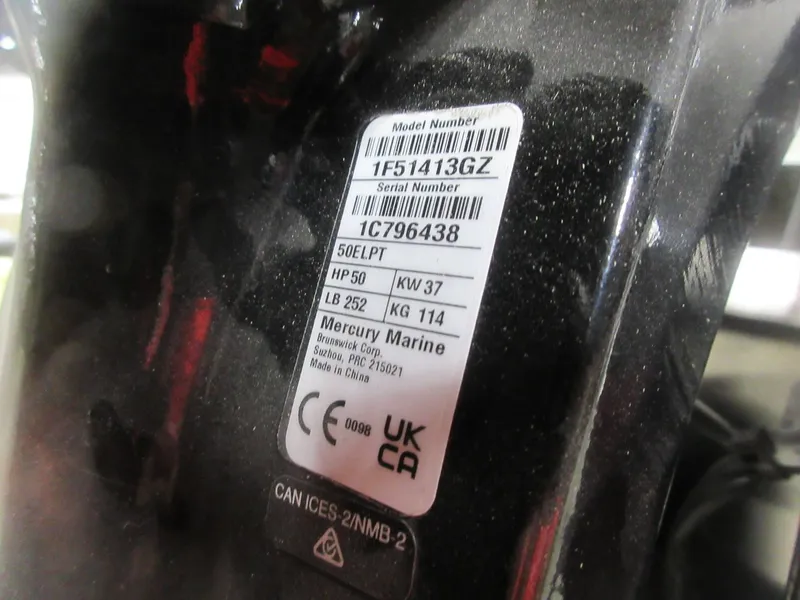 Model Number
1F51413GZ
Serial Number
1C796438
50ELPT
HP 50 KW 37
LB 252 KG 114
Mercury Marine
Brunswick Corp.
Suzhou, PRC 215021
Made in China
CE 0098 UK
CA
CAN ICES-2/NMB-2